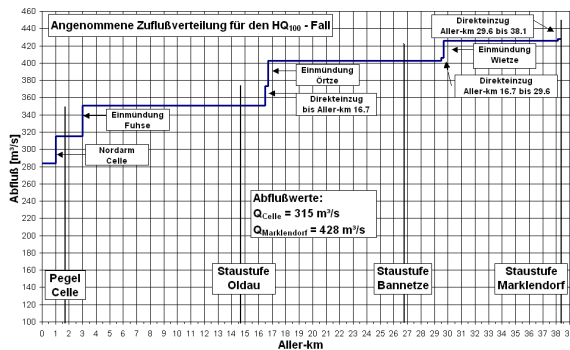 Angenommene Zuflußverteilung für den HQ100 - Fall
Direkteinzug
Aller-km 29.6 bis 38.1
Einmündung
Wietze
Direkteinzug
Aller-km 16.7 bis 29.6
Einmündung
Örtze
Direkteinzug
bis Aller-km 16.7
Einmündung
Fuhse
Nordarm
Celle
Abflußwerte:
QCelle = 315 m³/s
QMarklendorf = 428 m³/s
Pegel
Celle
Staustufe
Oldau
Staustufe
Bannetze
Staustufe
Marklendorf
Abfluß [m³/s]
460
440
420
400
380
360
340
320
300
280
260
240
220
200
180
160
140
120
100
0 1 2 3 4 5 6 7 8 9 10 11 12 13 14 15 16 17 18 19 20 21 22 23 24 25 26 27 28 29 30 31 32 33 34 35 36 37 38 39
Aller-km